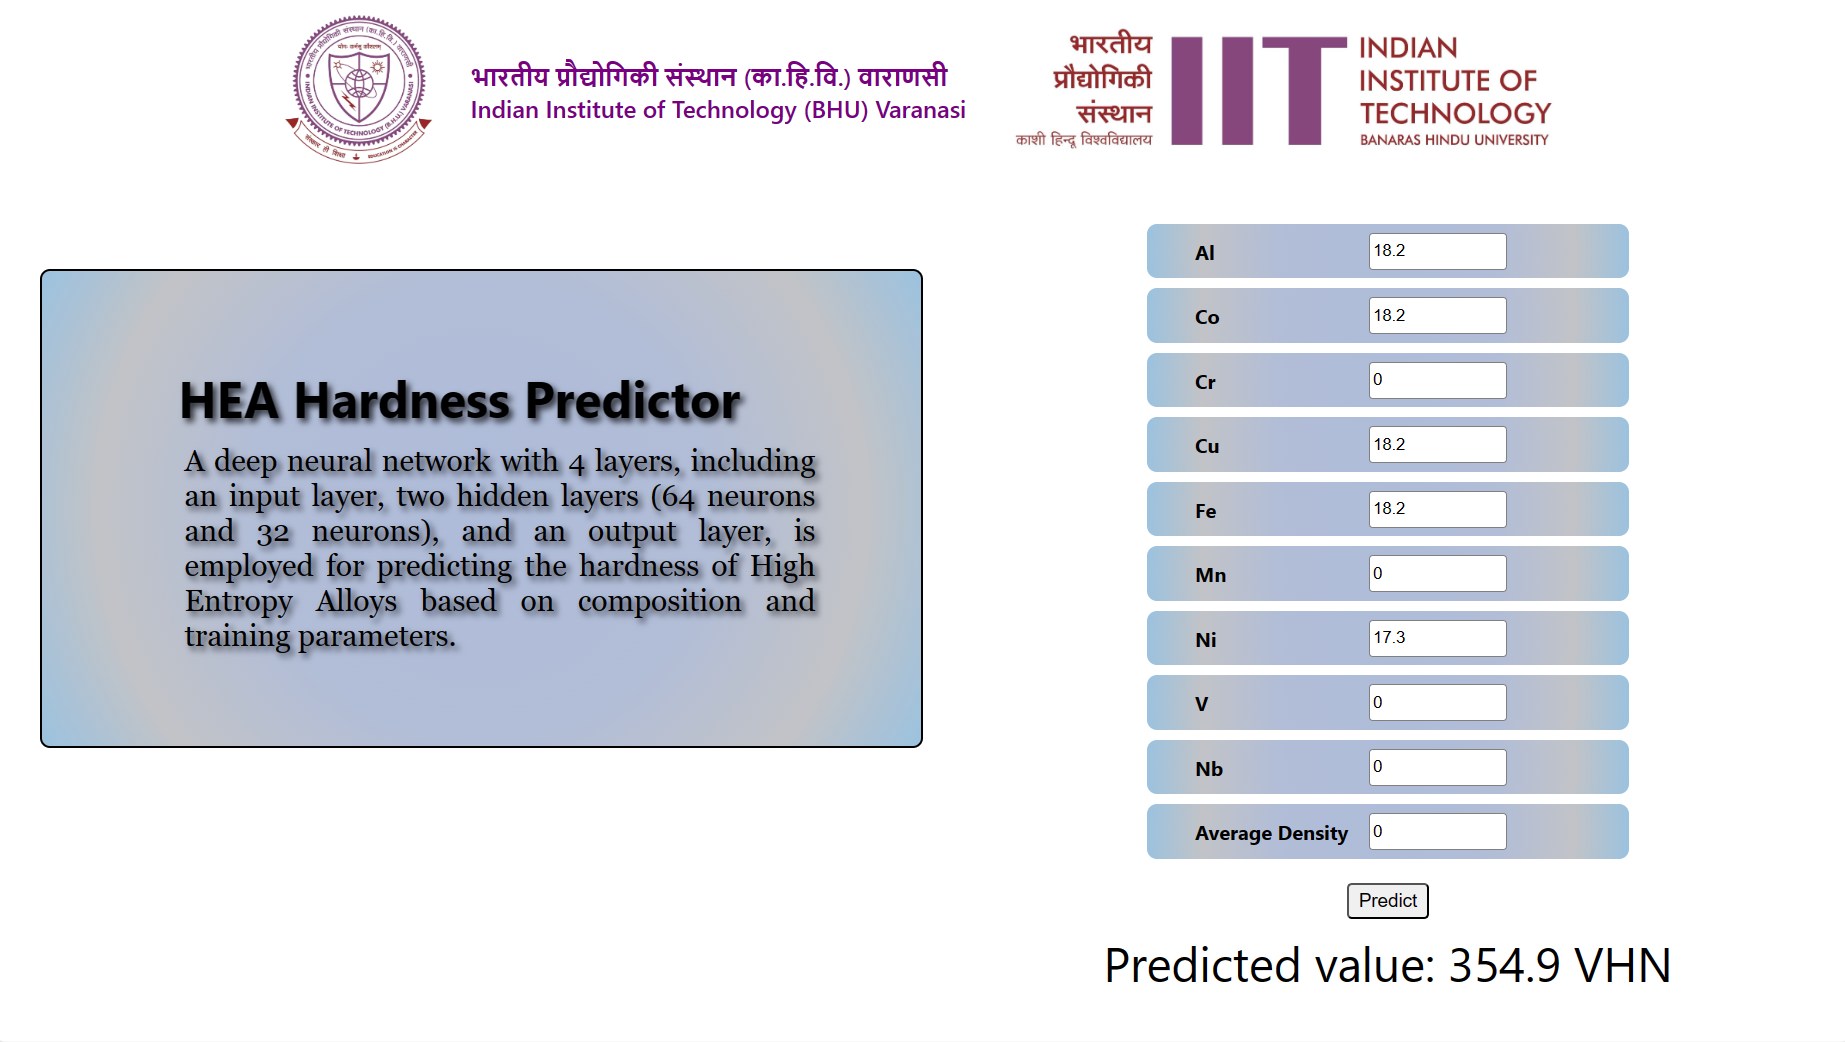 भारतीय प्रौद्योगिकी संस्थान (का.हि.वि.) वाराणसी
Indian Institute of Technology (BHU) Varanasi
भारतीय
प्रौद्योगिकी
संस्थान
काशी हिन्दू विश्वविद्यालय
IIT
INDIAN
INSTITUTE OF
TECHNOLOGY
BANARAS HINDU UNIVERSITY
HEA Hardness Predictor
A deep neural network with 4 layers, including
an input layer, two hidden layers (64 neurons
and 32 neurons), and an output layer, is
employed for predicting the hardness of High
Entropy Alloys based on composition and
training parameters.
Al 18.2
Co 18.2
Cr 0
Cu 18.2
Fe 18.2
Mn 0
Ni 17.3
V 0
Nb 0
Average Density 0
Predict
Predicted value: 354.9 VHN